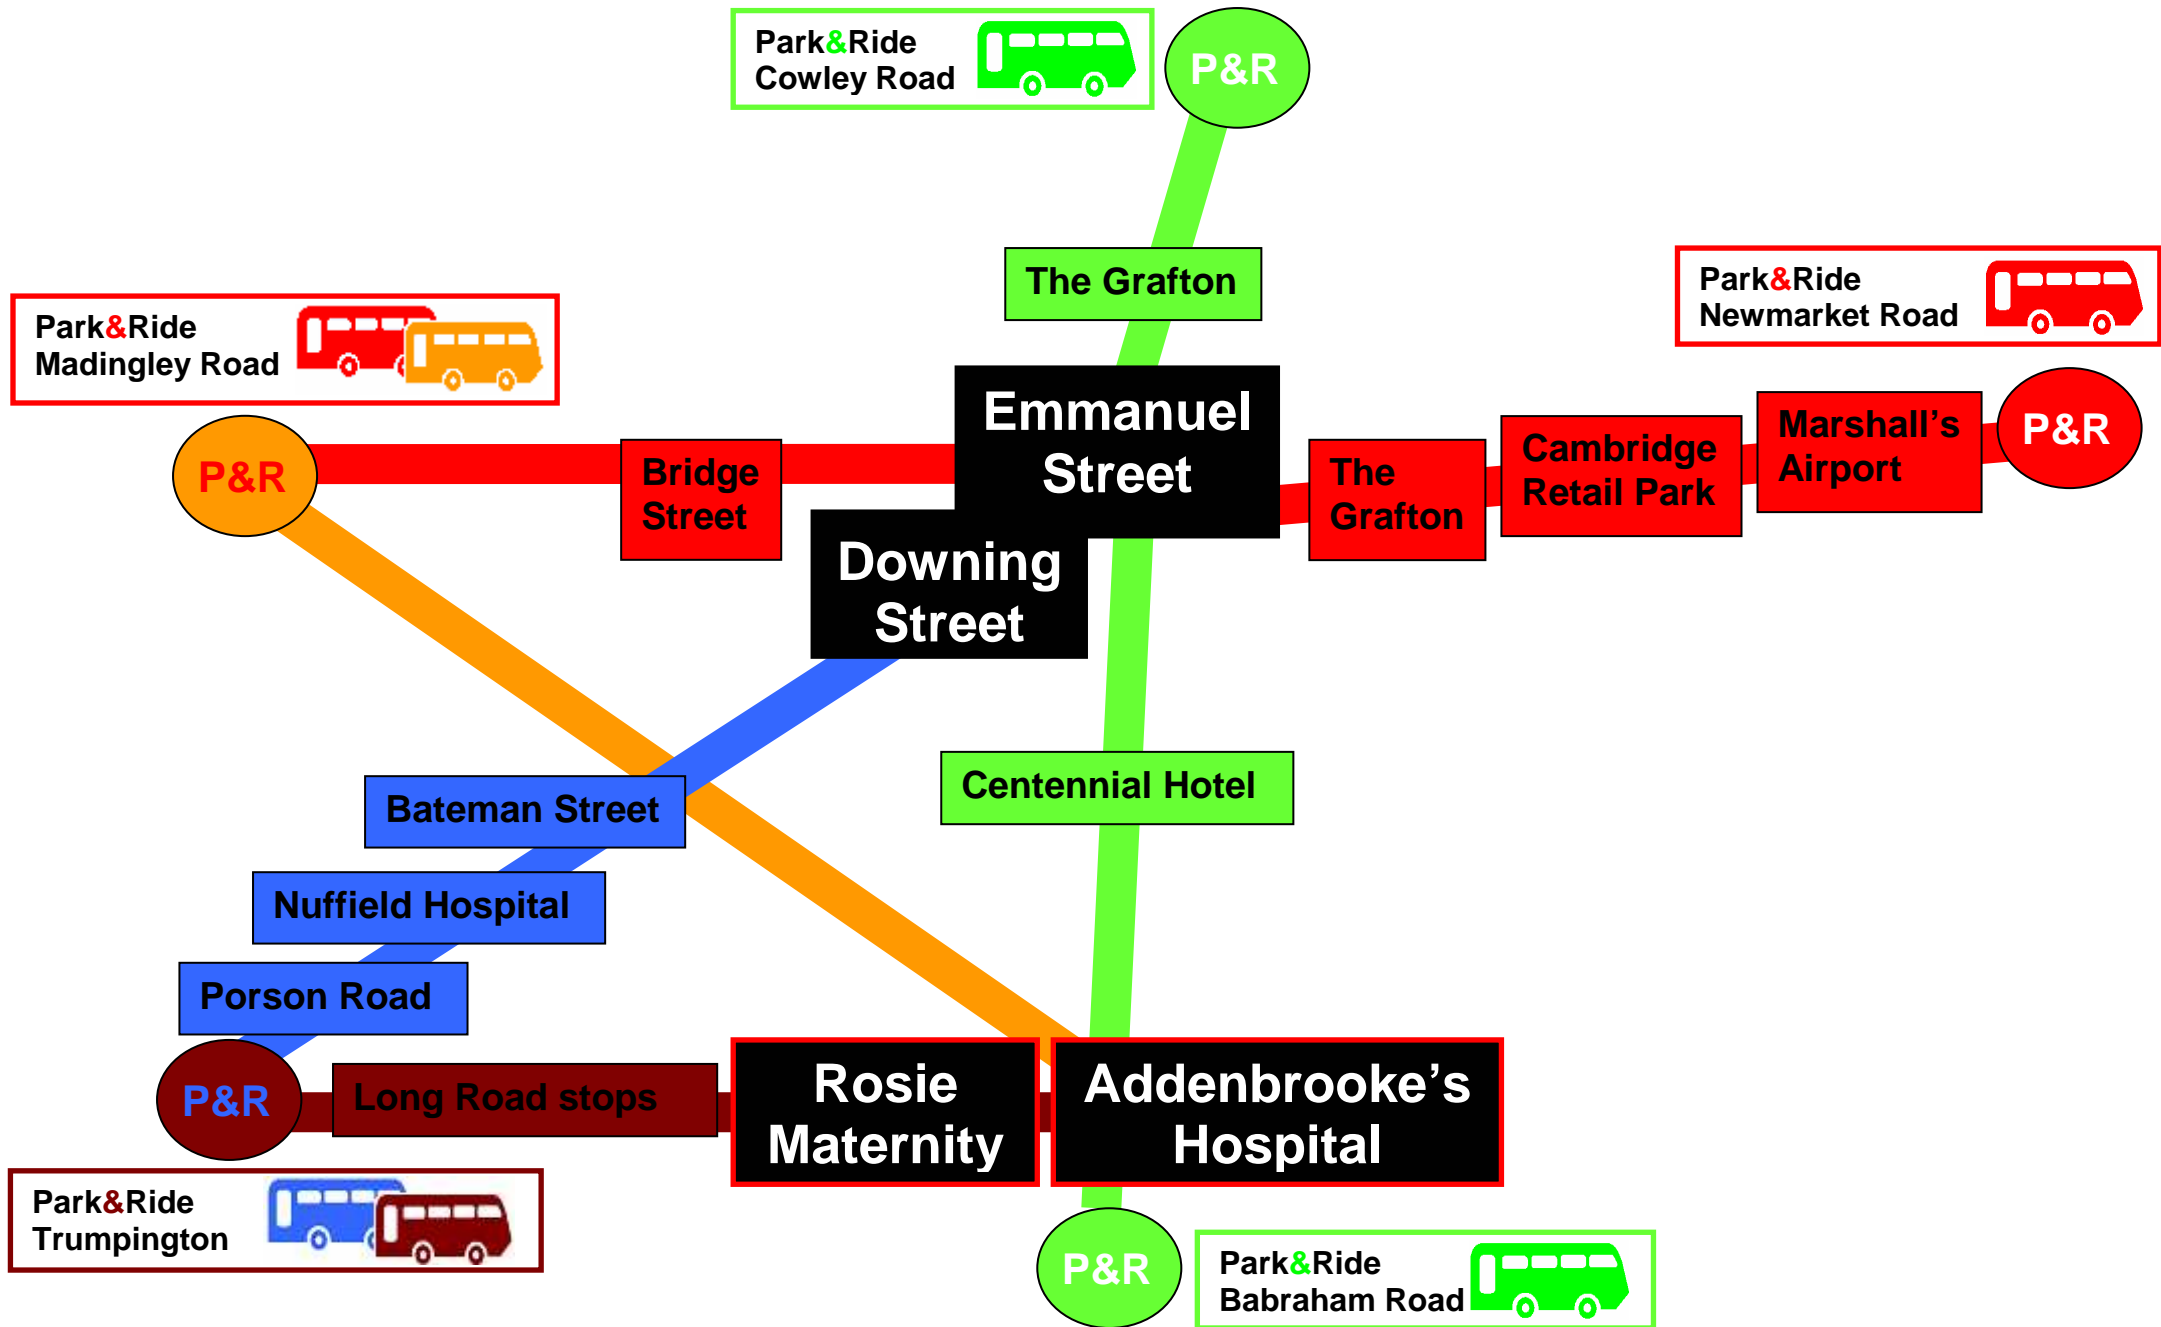 Park&Ride
Cowley Road
P&R
The Grafton
Park&Ride
Newmarket Road
Park&Ride
Madingley Road
P&R
Bridge
Street
Emmanuel
Street
The
Grafton
Cambridge
Retail Park
Marshall's
Airport
P&R
Downing
Street
Centennial Hotel
Bateman Street
Nuffield Hospital
Porson Road
P&R
Long Road stops
Rosie
Maternity
Addenbrooke's
Hospital
Park&Ride
Trumpington
P&R
Park&Ride
Babraham Road